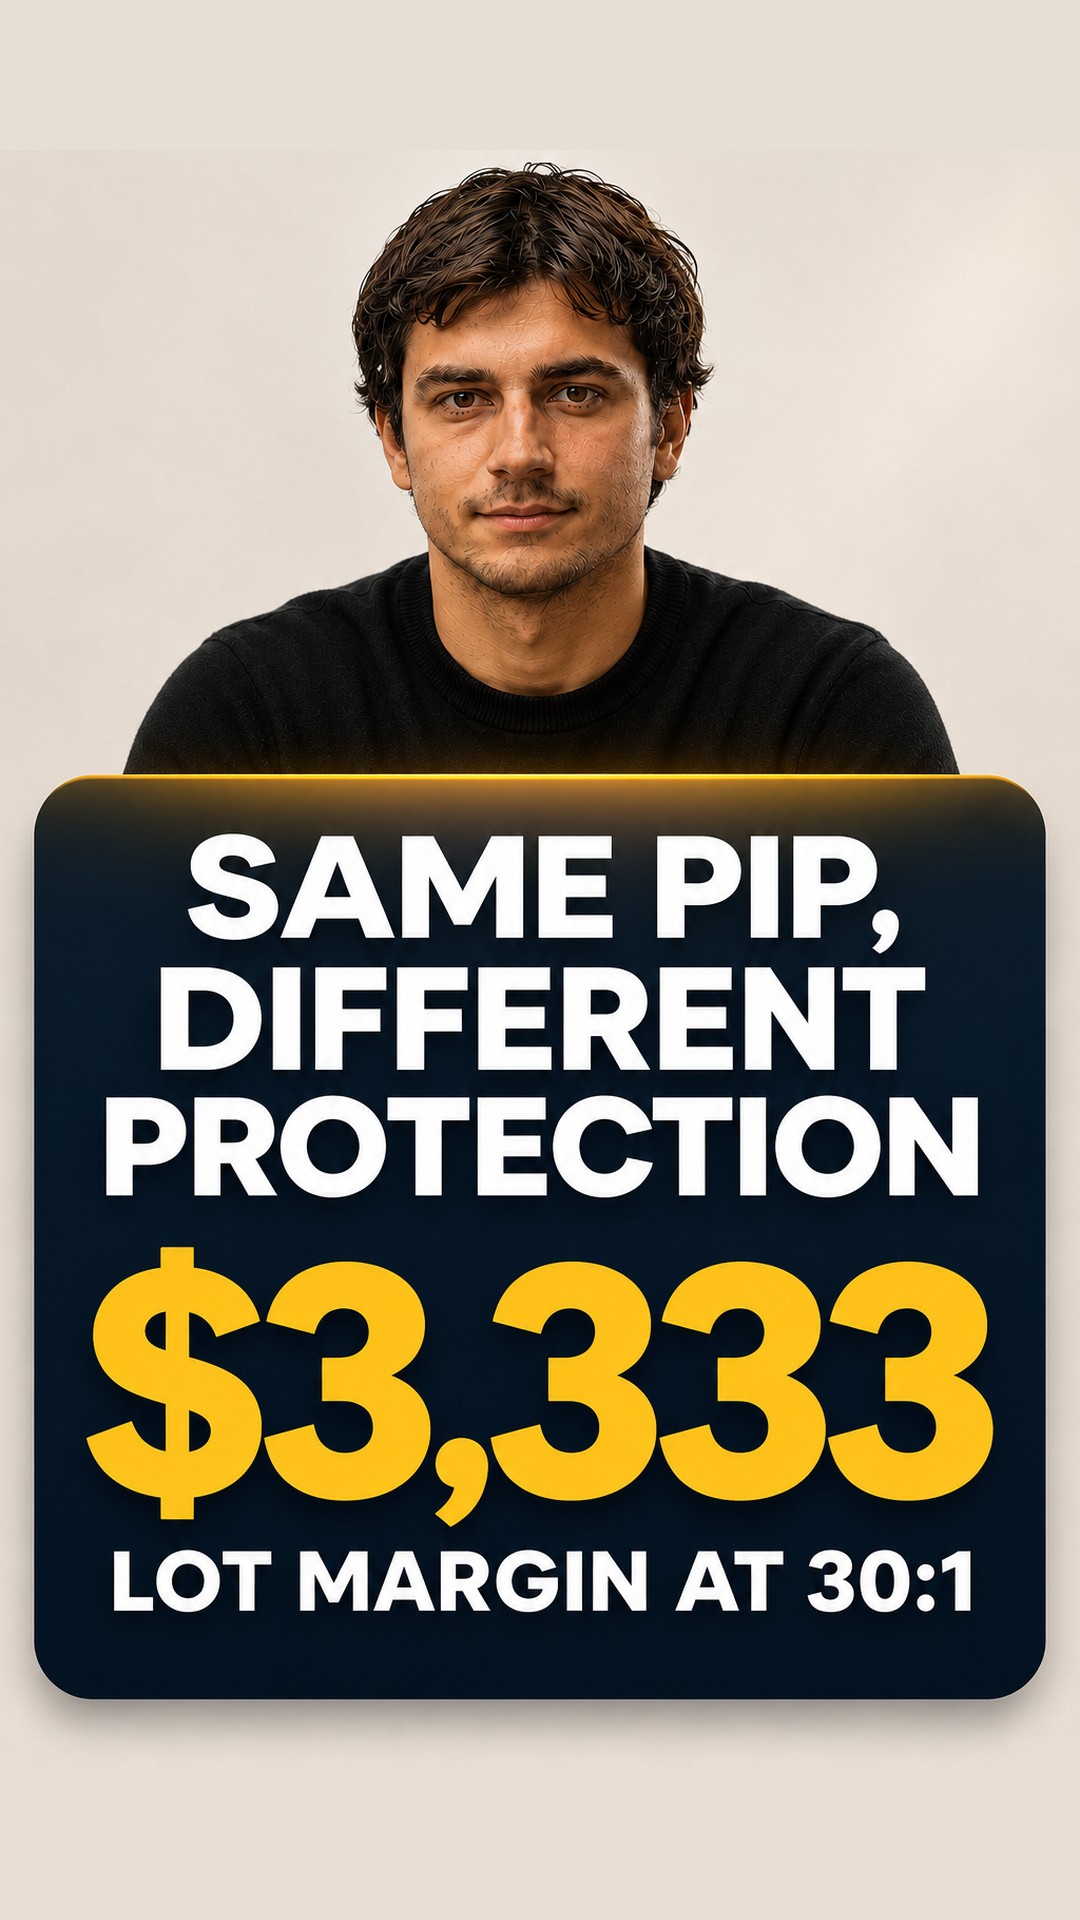 SAME PIP,
DIFFERENT
PROTECTION
$3,333
LOT MARGIN AT 30:1